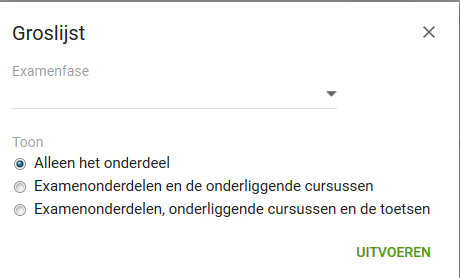 Groslijst
Examenfase
Toon
Alleen het onderdeel
Examenonderdelen en de onderliggende cursussen
Examenonderdelen, onderliggende cursussen en de toetsen
UITVOEREN